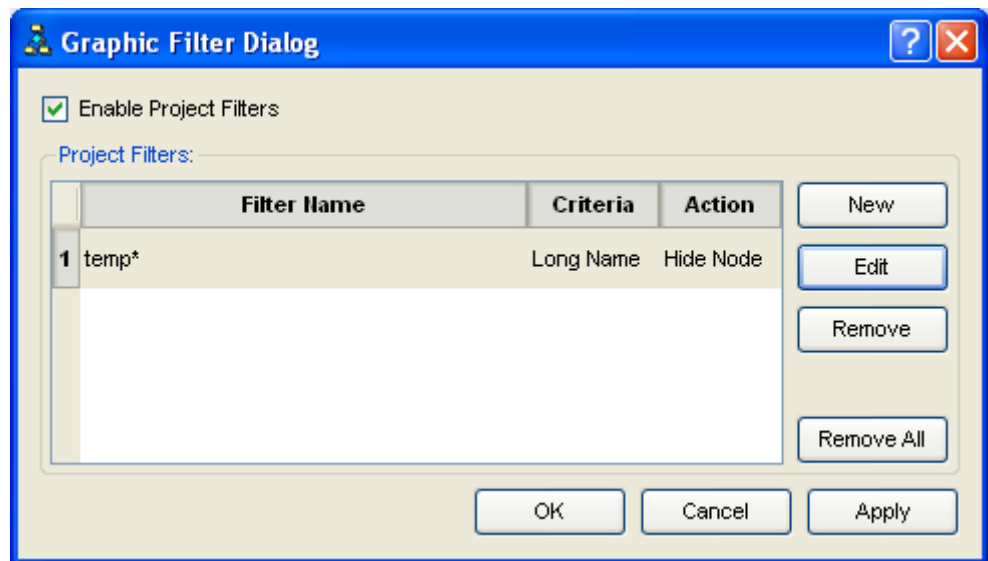 Graphic Filter Dialog
?
Enable Project Filters
Project Filters:
Filter Name Criteria Action
1 temp* Long Name Hide Node
New
Edit
Remove
Remove All
OK Cancel Apply